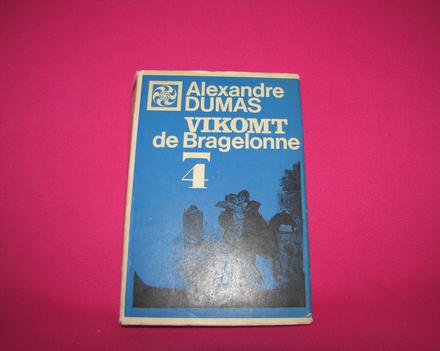 Alexandre
DUMAS
VIKOMT
de Bragelonne
4